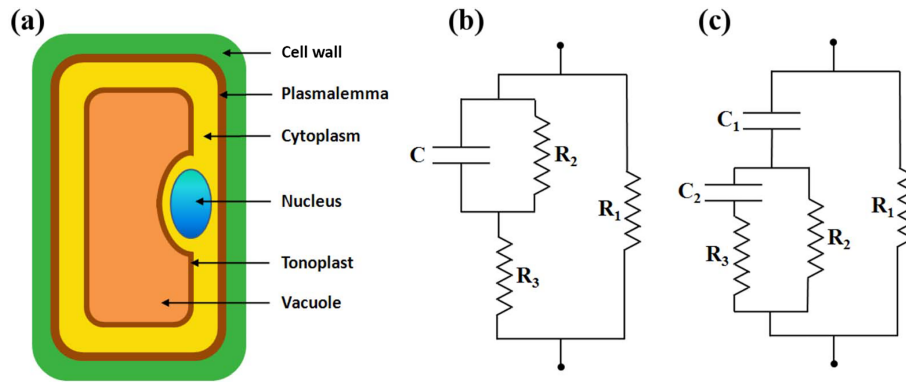 (a)
Cell wall
Plasmalemma
Cytoplasm
Nucleus
Tonoplast
Vacuole
(b)
C
R2
R1
R3
(c)
C1
C2
R3
R2
R1